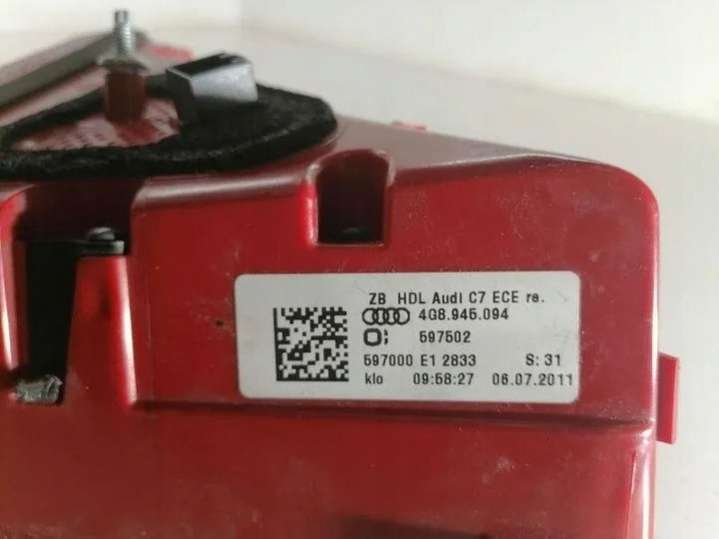 ZB HDL Audi C7 ECE re.
4G8.945.094
597502
597000 E1 2833 S: 31
klo 09:58:27 06.07.2011